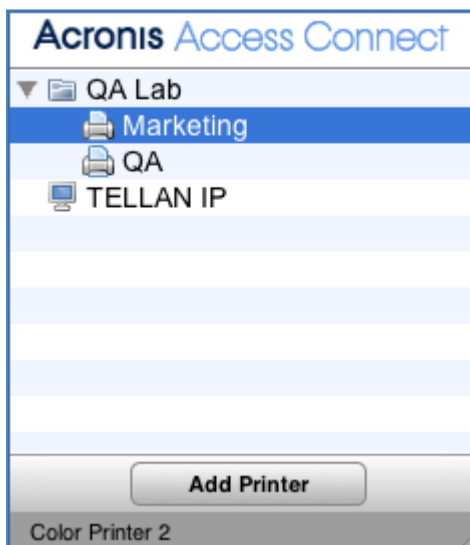 Acronis Access Connect
QA Lab
Marketing
QA
TELLAN IP
Add Printer
Color Printer 2